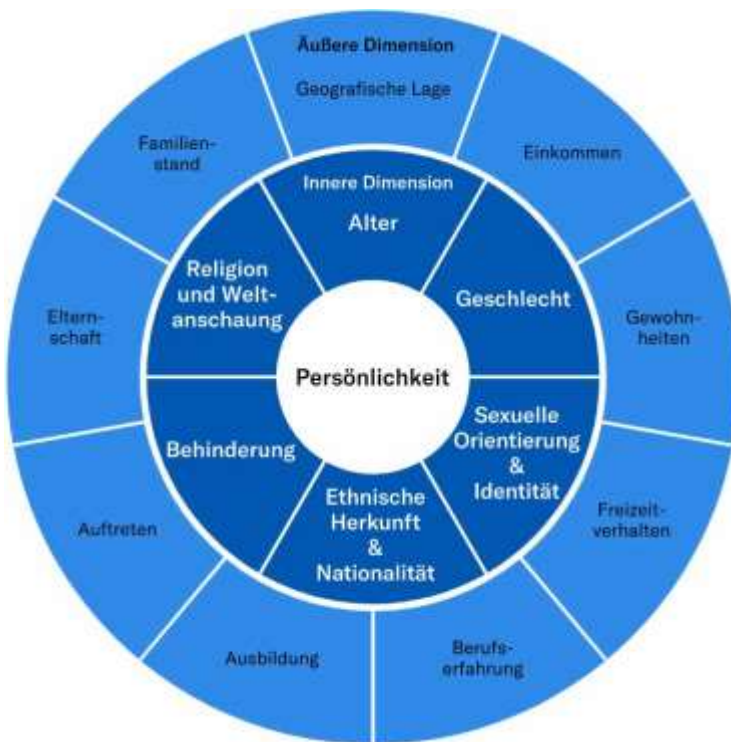 Äußere Dimension
Geografische Lage
Einkommen
Gewohn-
heiten
Freizeit-
verhalten
Berufs-
erfahrung
Ausbildung
Auftreten
Eltern-
schaft
Familien-
stand
Innere Dimension
Alter
Geschlecht
Sexuelle
Orientierung
&
Identität
Ethnische
Herkunft
&
Nationalität
Behinderung
Religion
und Welt-
anschaung
Persönlichkeit